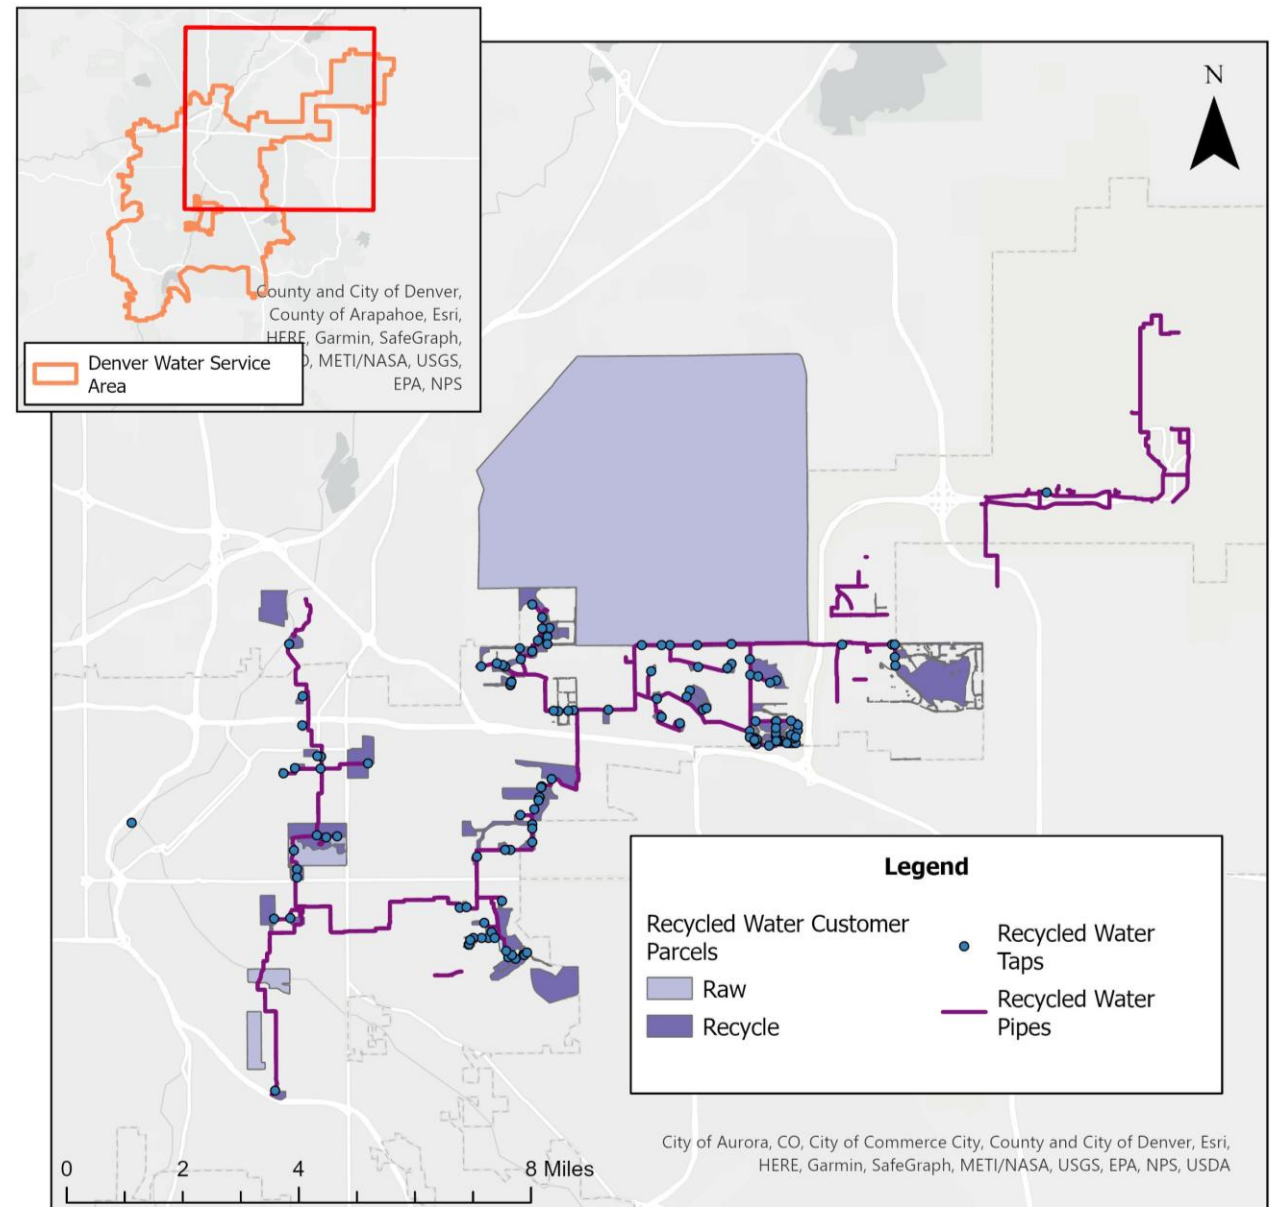 County and City of Denver,
County of Arapahoe, Esri,
HERE, Garmin, SafeGraph,
METI/NASA, USGS,
EPA, NPS
Denver Water Service
Area
N
Legend
Recycled Water Customer
Parcels
Raw
Recycle
Recycled Water
Taps
Recycled Water
Pipes
City of Aurora, CO, City of Commerce City, County and City of Denver, Esri,
HERE, Garmin, SafeGraph, METI/NASA, USGS, EPA, NPS, USDA
0 2 4 8 Miles